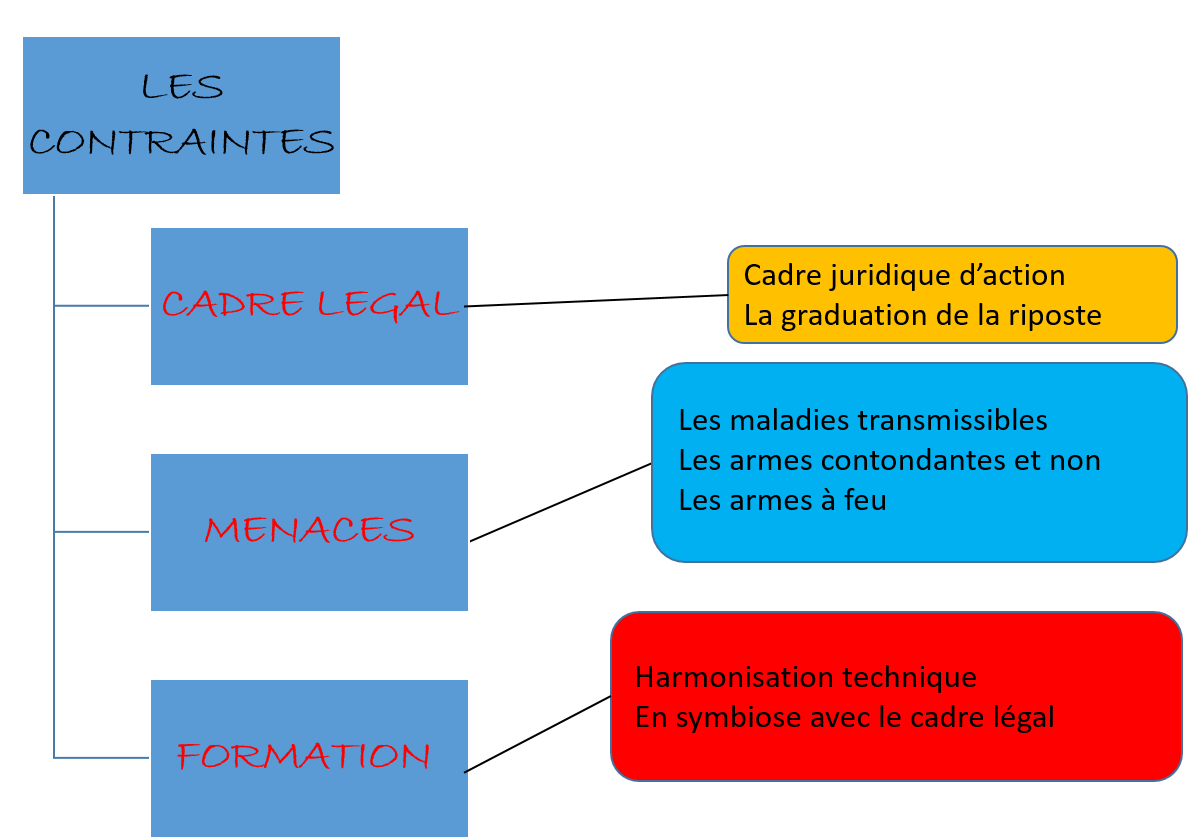 LES
CONTRAINTES
CADRE LEGAL
Cadre juridique d’action
La graduation de la riposte
MENACES
Les maladies transmissibles
Les armes contondantes et non
Les armes à feu
FORMATION
Harmonisation technique
En symbiose avec le cadre légal